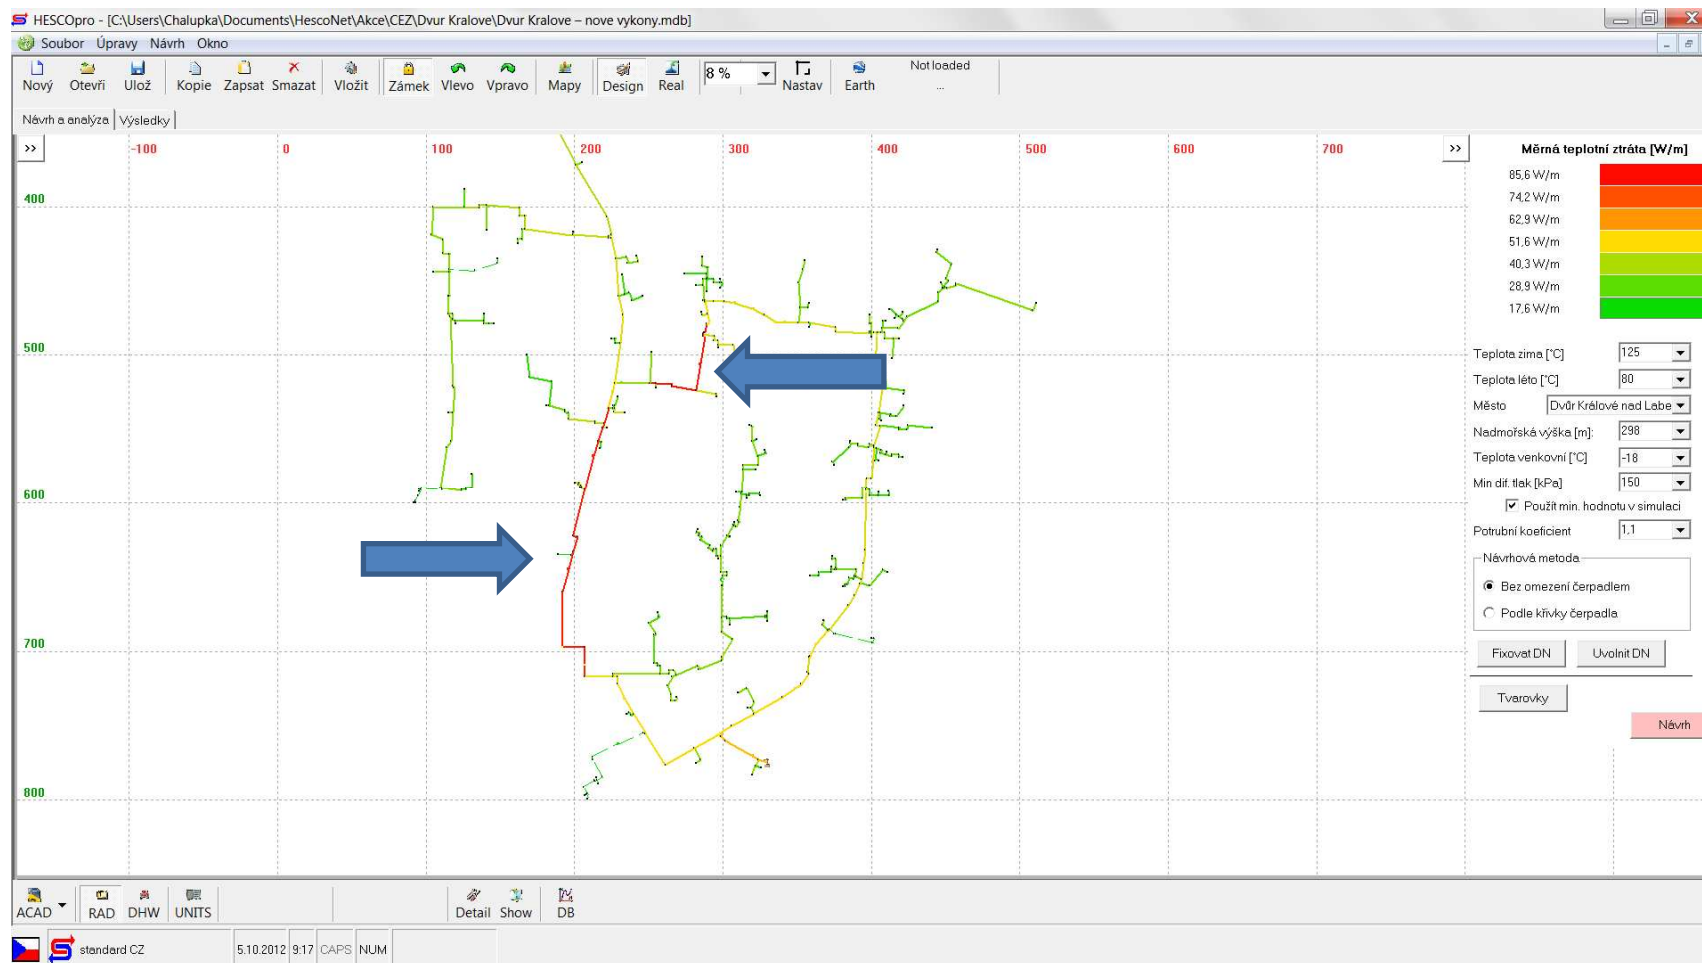 HESCOpro - [C:\Users\Chalupka\Documents\HescoNet\Akce\CEZ\Dvur Kralove\Dvur Kralove – nove vykony.mdb]
Soubor Úpravy Návrh Okno
Nový Otevři Ulož Kopie Zapsat Smazat Vložit Zámek Vlevo Vpravo Mapy Design Real 8 % Nastav Earth Not loaded ...
Návrh a analýza Výsledky
>> -100 0 100 200 300 400 500 600 700 >>
400
500
600
700
800
Měrná teplotní ztráta [W/m]
85,6 W/m
74,2 W/m
62,9 W/m
51,6 W/m
40,3 W/m
28,9 W/m
17,6 W/m
Teplota zima [°C] 125
Teplota léto [°C] 80
Město Dvůr Králové nad Labe
Nadmořská výška [m]: 298
Teplota venkovní [°C] -18
Min dif. tlak [kPa] 150
Použít min. hodnotu v simulaci
Potrubní koeficient 1,1
Návrhová metoda
Bez omezení čerpadlem
Podle křivky čerpadla
Fixovat DN Uvolnit DN
Tvarovky
Návrh
ACAD RAD DHW UNITS Detail Show DB
standard CZ 5.10.2012 9:17 CAPS NUM